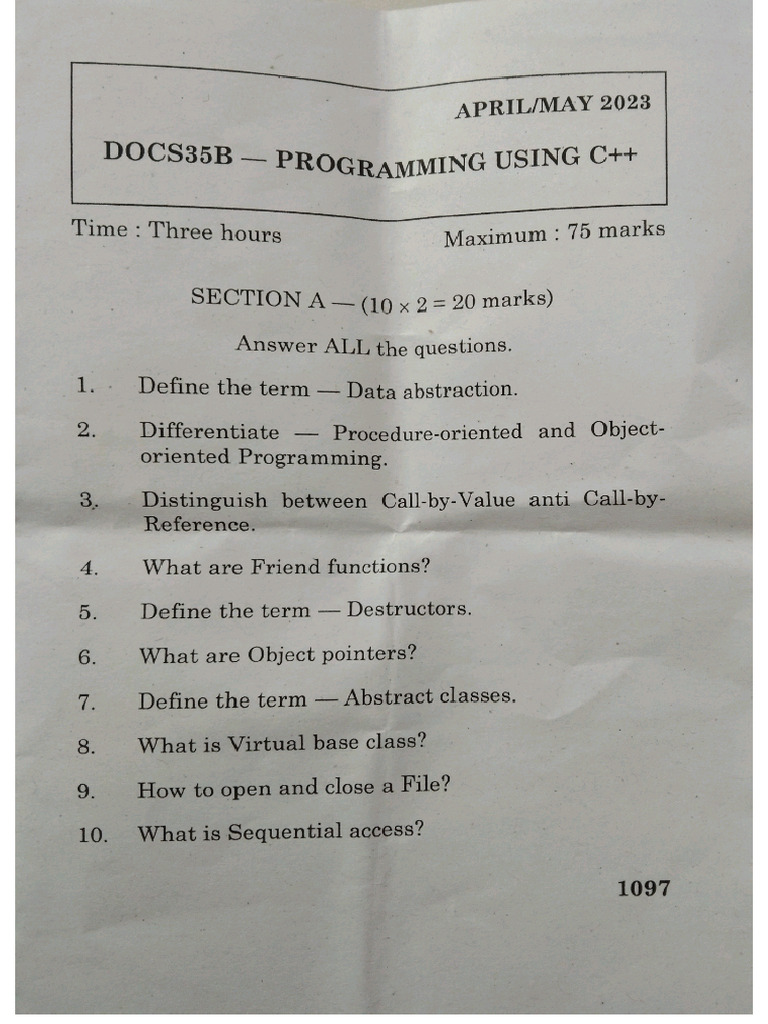 APRIL/MAY 2023
DOCS35B — PROGRAMMING USING C++
Time : Three hours Maximum : 75 marks
SECTION A — (10 × 2 = 20 marks)
Answer ALL the questions.
1. Define the term — Data abstraction.
2. Differentiate — Procedure-oriented and Object-
oriented Programming.
3. Distinguish between Call-by-Value anti Call-by-
Reference.
4. What are Friend functions?
5. Define the term — Destructors.
6. What are Object pointers?
7. Define the term — Abstract classes.
8. What is Virtual base class?
9. How to open and close a File?
10. What is Sequential access?
1097